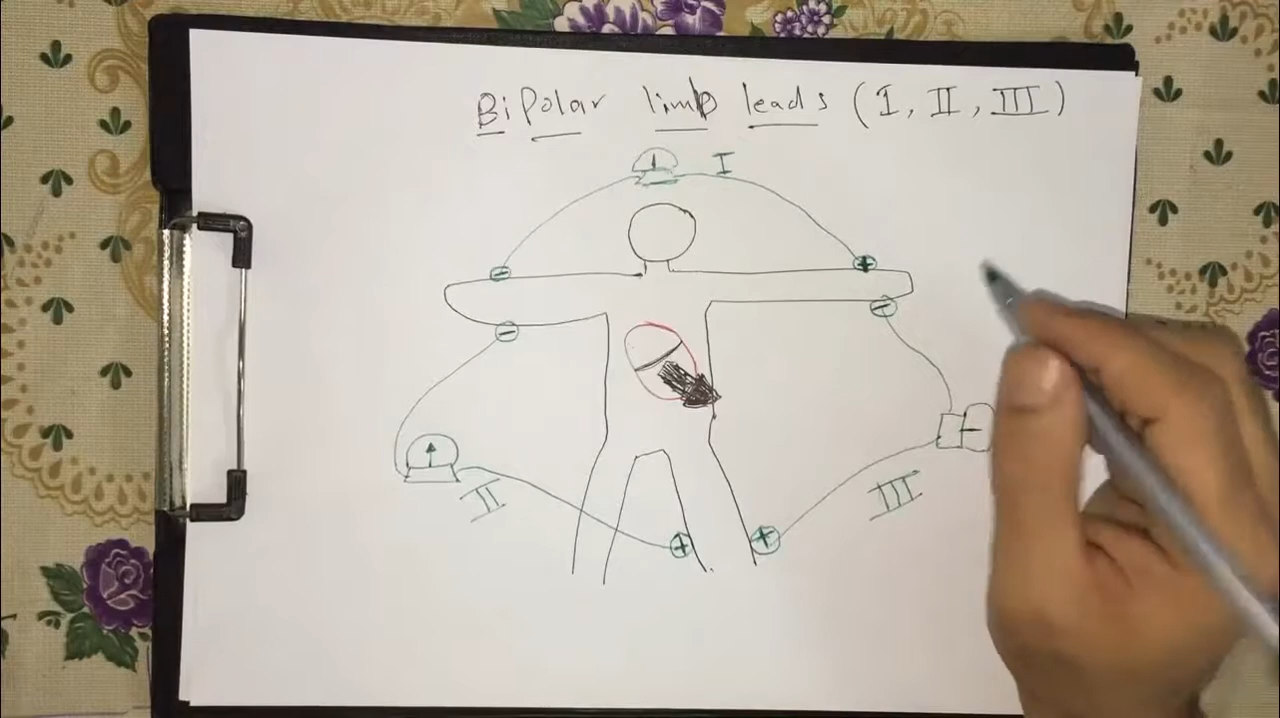 Bipolar limb leads (I, II, III)
I
−
+
−
−
II
III
+
+